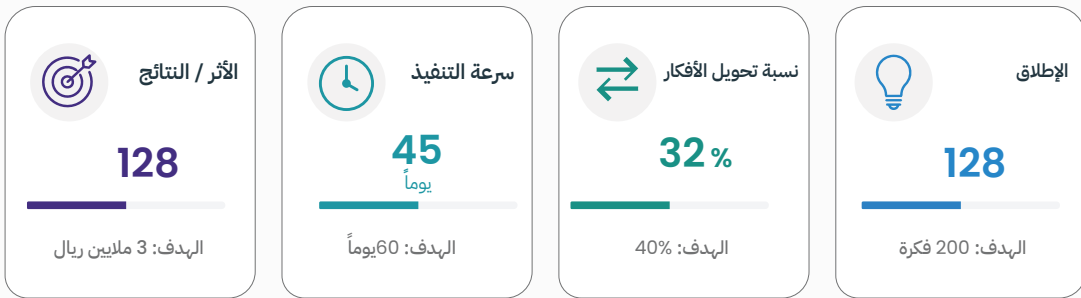 الإطلاق
128
الهدف: 200 فكرة
نسبة تحويل الأفكار
32 %
الهدف: 40%
سرعة التنفيذ
45
يوماً
الهدف: 60يوماً
الأثر / النتائج
128
الهدف: 3 ملايين ريال